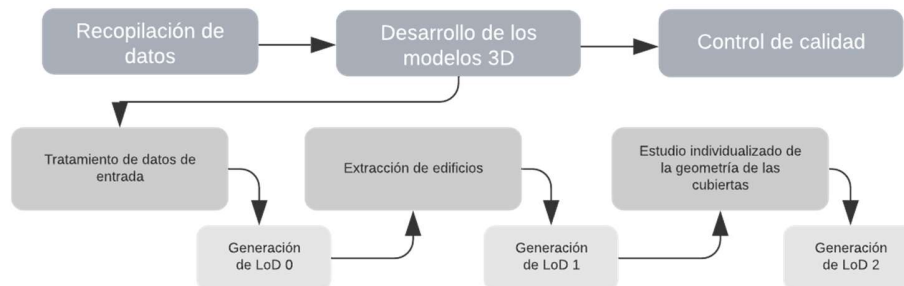 Recopilación de
datos
Desarrollo de los
modelos 3D
Control de calidad
Tratamiento de datos de
entrada
Extracción de edificios
Estudio individualizado de
la geometría de las
cubiertas
Generación
de LoD 0
Generación
de LoD 1
Generación
de LoD 2